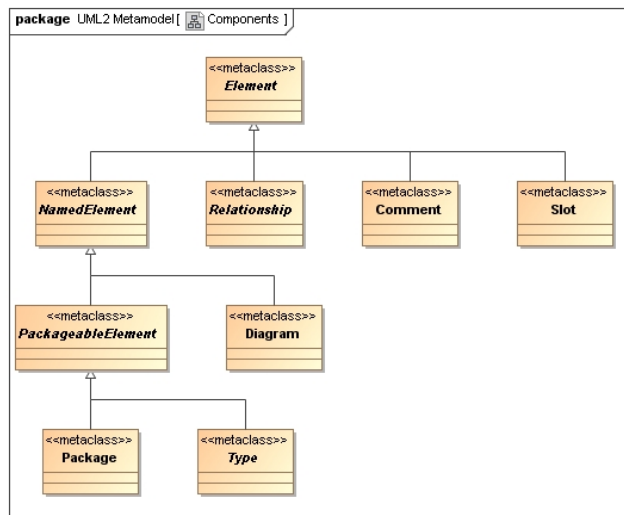 package UML2 Metamodel [ Components ]
<<metaclass>>
Element
<<metaclass>>
NamedElement
<<metaclass>>
Relationship
<<metaclass>>
Comment
<<metaclass>>
Slot
<<metaclass>>
PackageableElement
<<metaclass>>
Diagram
<<metaclass>>
Package
<<metaclass>>
Type